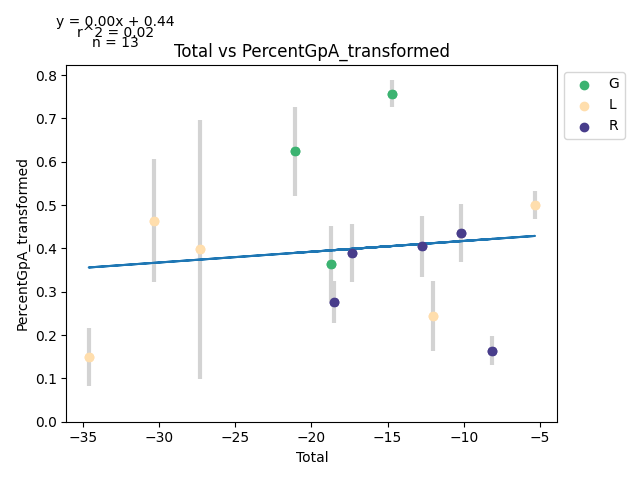 y = 0.00x + 0.44
r^2 = 0.02
n = 13
Total vs PercentGpA_transformed
G
L
R
PercentGpA_transformed
0.8
0.7
0.6
0.5
0.4
0.3
0.2
0.1
0.0
−35 −30 −25 −20 −15 −10 −5
Total